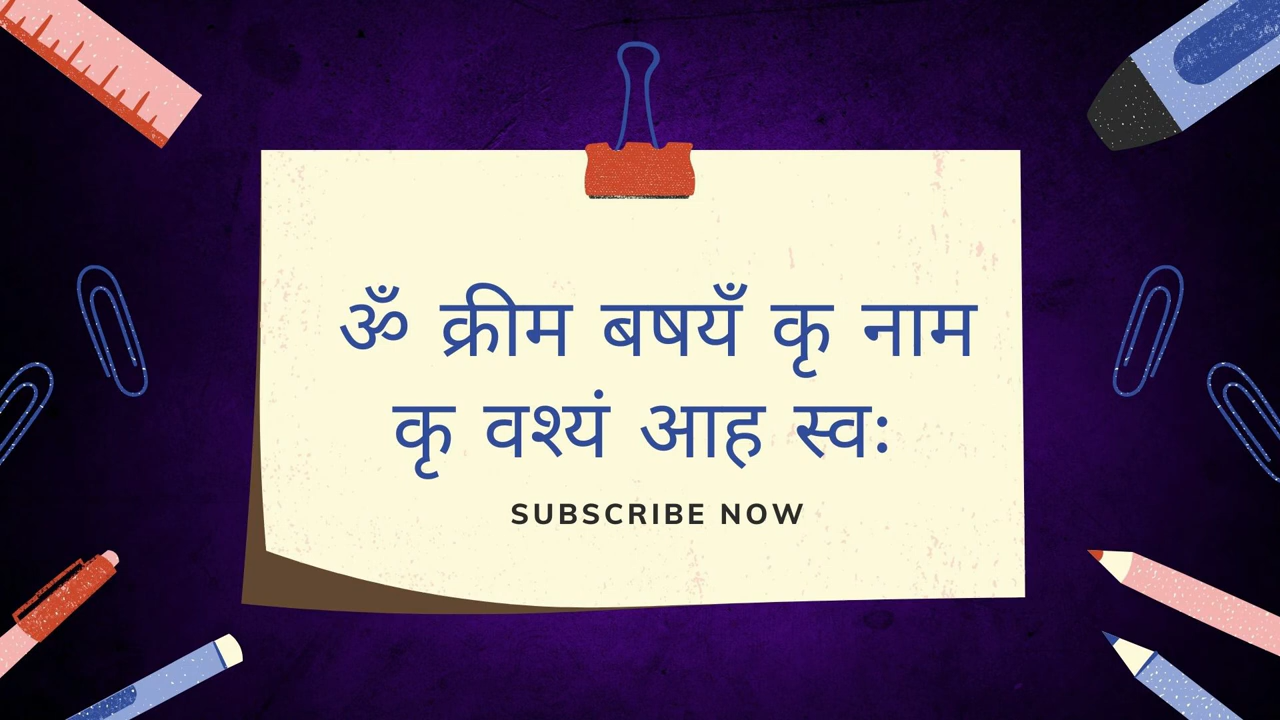 ॐ क्रीम बषयँ कृ नाम
कृ वश्यं आह स्वः
SUBSCRIBE NOW